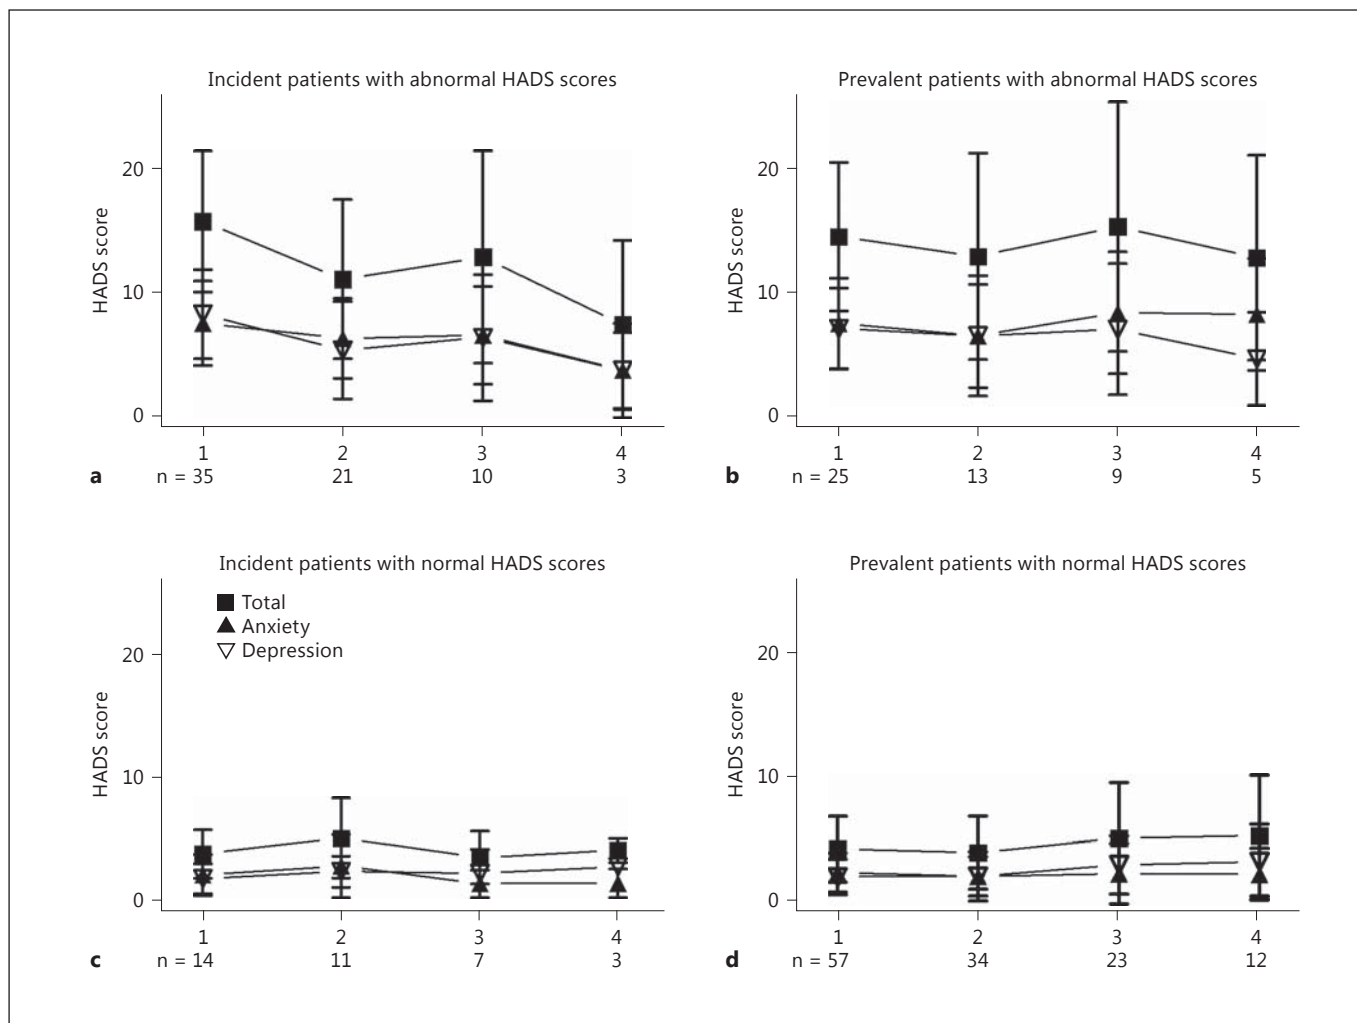 Incident patients with abnormal HADS scores
20
10
0
HADS score
1 2 3 4
a n = 35 21 10 3
Prevalent patients with abnormal HADS scores
20
10
0
HADS score
1 2 3 4
b n = 25 13 9 5
Incident patients with normal HADS scores
Total
Anxiety
Depression
20
10
0
HADS score
1 2 3 4
c n = 14 11 7 3
Prevalent patients with normal HADS scores
20
10
0
HADS score
1 2 3 4
d n = 57 34 23 12